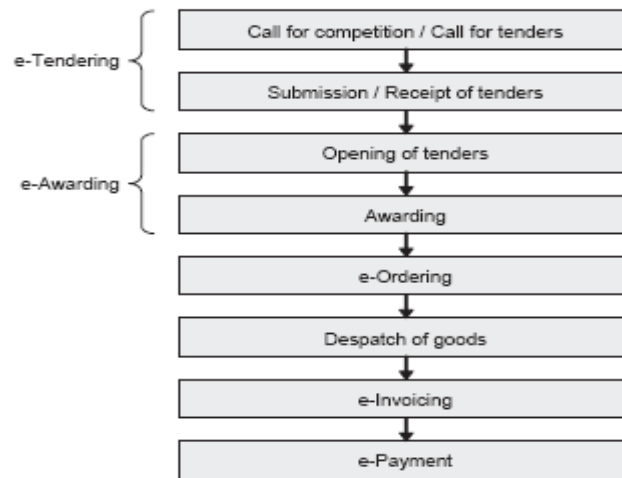 Call for competition / Call for tenders
e-Tendering
Submission / Receipt of tenders
Opening of tenders
e-Awarding
Awarding
e-Ordering
Despatch of goods
e-Invoicing
e-Payment